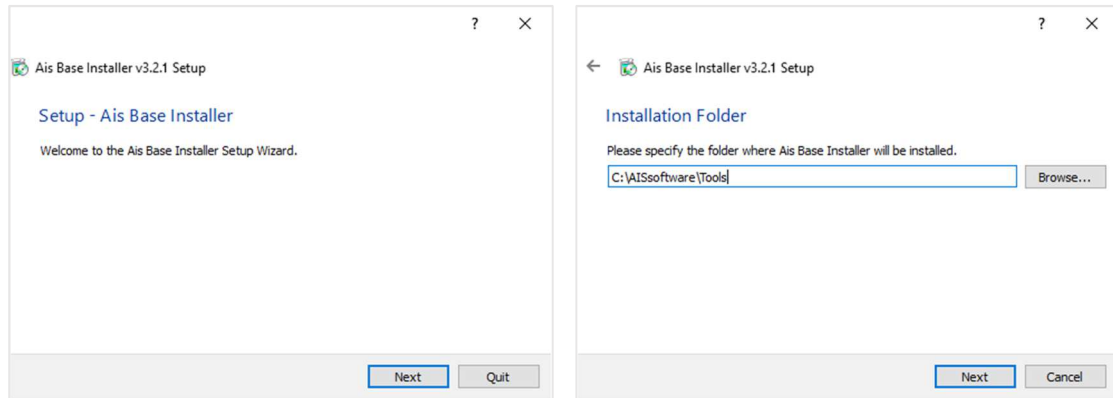 ?
Ais Base Installer v3.2.1 Setup
Setup - Ais Base Installer
Welcome to the Ais Base Installer Setup Wizard.
Next
Quit
?
Ais Base Installer v3.2.1 Setup
Installation Folder
Please specify the folder where Ais Base Installer will be installed.
C:\AISsoftware\Tools
Browse...
Next
Cancel